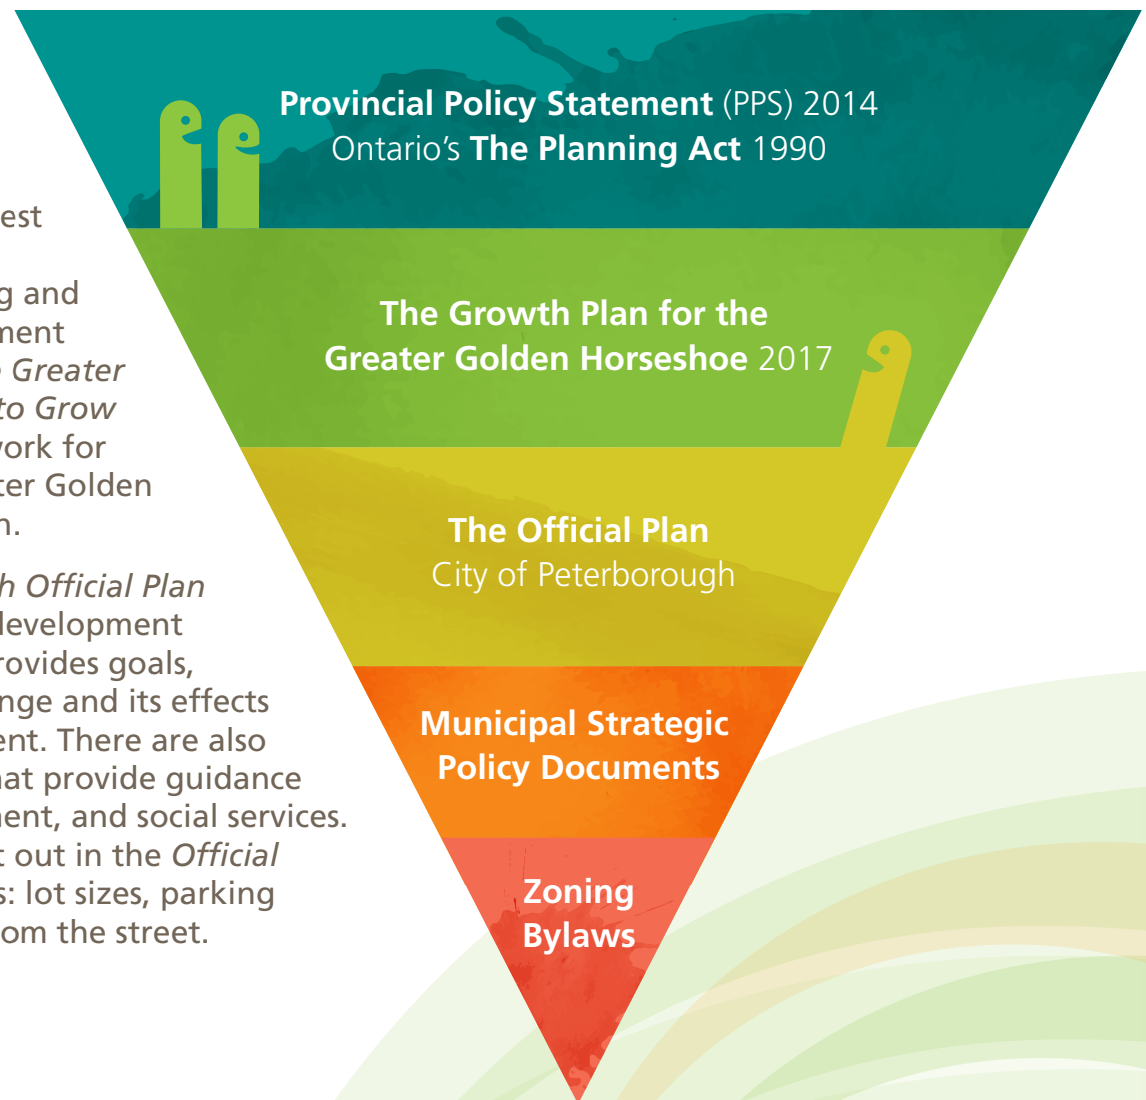 Provincial Policy Statement (PPS) 2014
Ontario's The Planning Act 1990
The Growth Plan for the
Greater Golden Horseshoe 2017
The Official Plan
City of Peterborough
Municipal Strategic
Policy Documents
Zoning
Bylaws
est
g and
ment
Greater
to Grow
work for
ter Golden
n.
h Official Plan
development
rovides goals,
nge and its effects
ent. There are also
hat provide guidance
ment, and social services.
t out in the Official
s: lot sizes, parking
om the street.